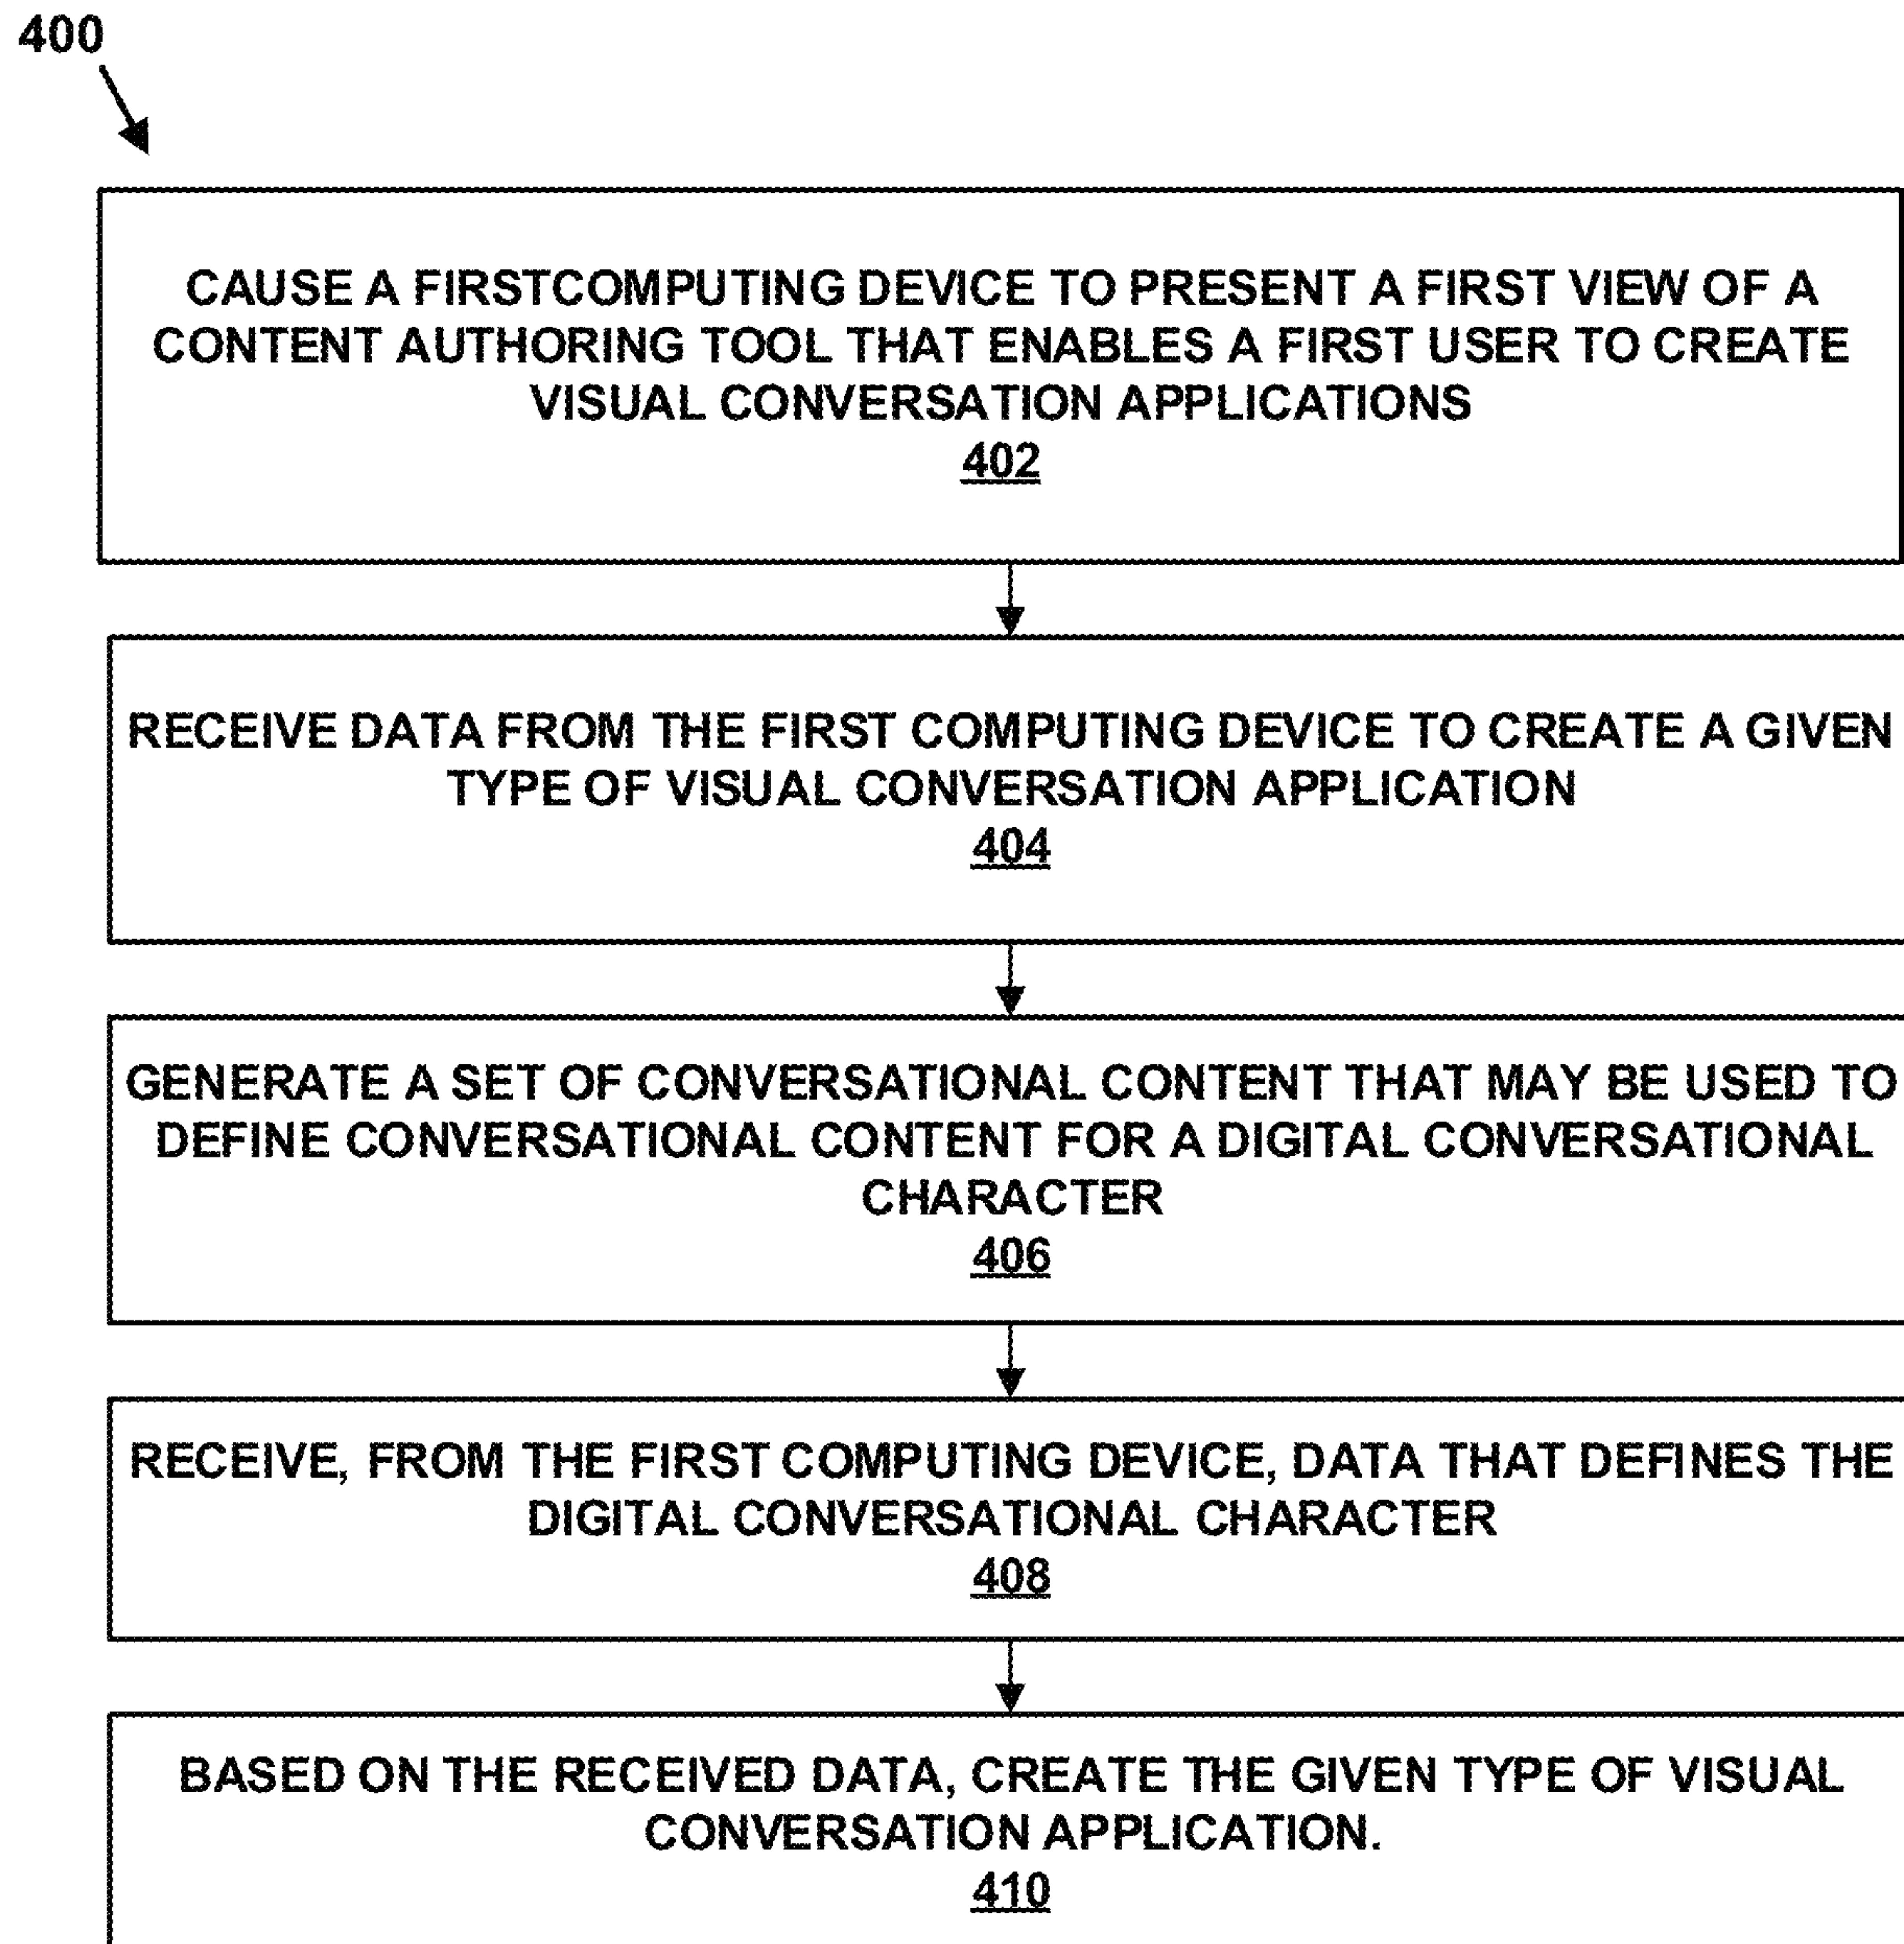 400
CAUSE A FIRSTCOMPUTING DEVICE TO PRESENT A FIRST VIEW OF A
CONTENT AUTHORING TOOL THAT ENABLES A FIRST USER TO CREATE
VISUAL CONVERSATION APPLICATIONS
402
RECEIVE DATA FROM THE FIRST COMPUTING DEVICE TO CREATE A GIVEN
TYPE OF VISUAL CONVERSATION APPLICATION
404
GENERATE A SET OF CONVERSATIONAL CONTENT THAT MAY BE USED TO
DEFINE CONVERSATIONAL CONTENT FOR A DIGITAL CONVERSATIONAL
CHARACTER
406
RECEIVE, FROM THE FIRST COMPUTING DEVICE, DATA THAT DEFINES THE
DIGITAL CONVERSATIONAL CHARACTER
408
BASED ON THE RECEIVED DATA, CREATE THE GIVEN TYPE OF VISUAL
CONVERSATION APPLICATION.
410